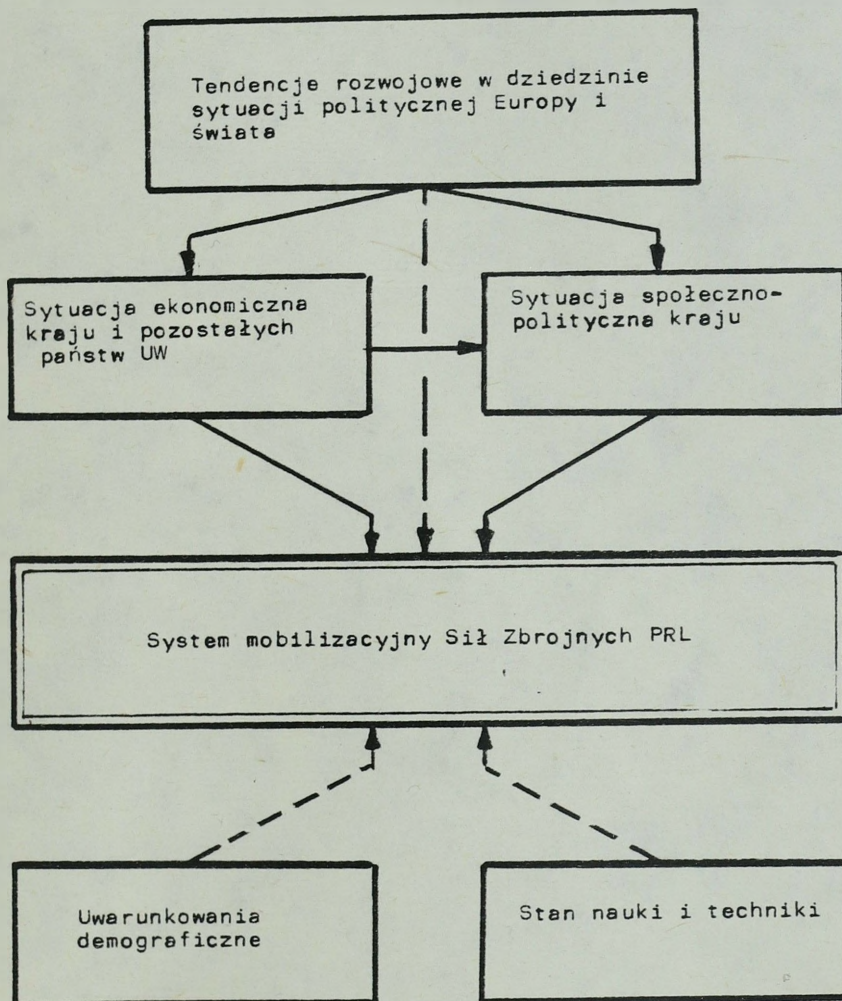 Tendencje rozwojowe w dziedzinie
sytuacji politycznej Europy i
świata
Sytuacja ekonomiczna
kraju i pozostałych
państw UW
Sytuacja społeczno-
polityczna kraju
System mobilizacyjny Sił Zbrojnych PRL
Uwarunkowania
demograficzne
Stan nauki i techniki